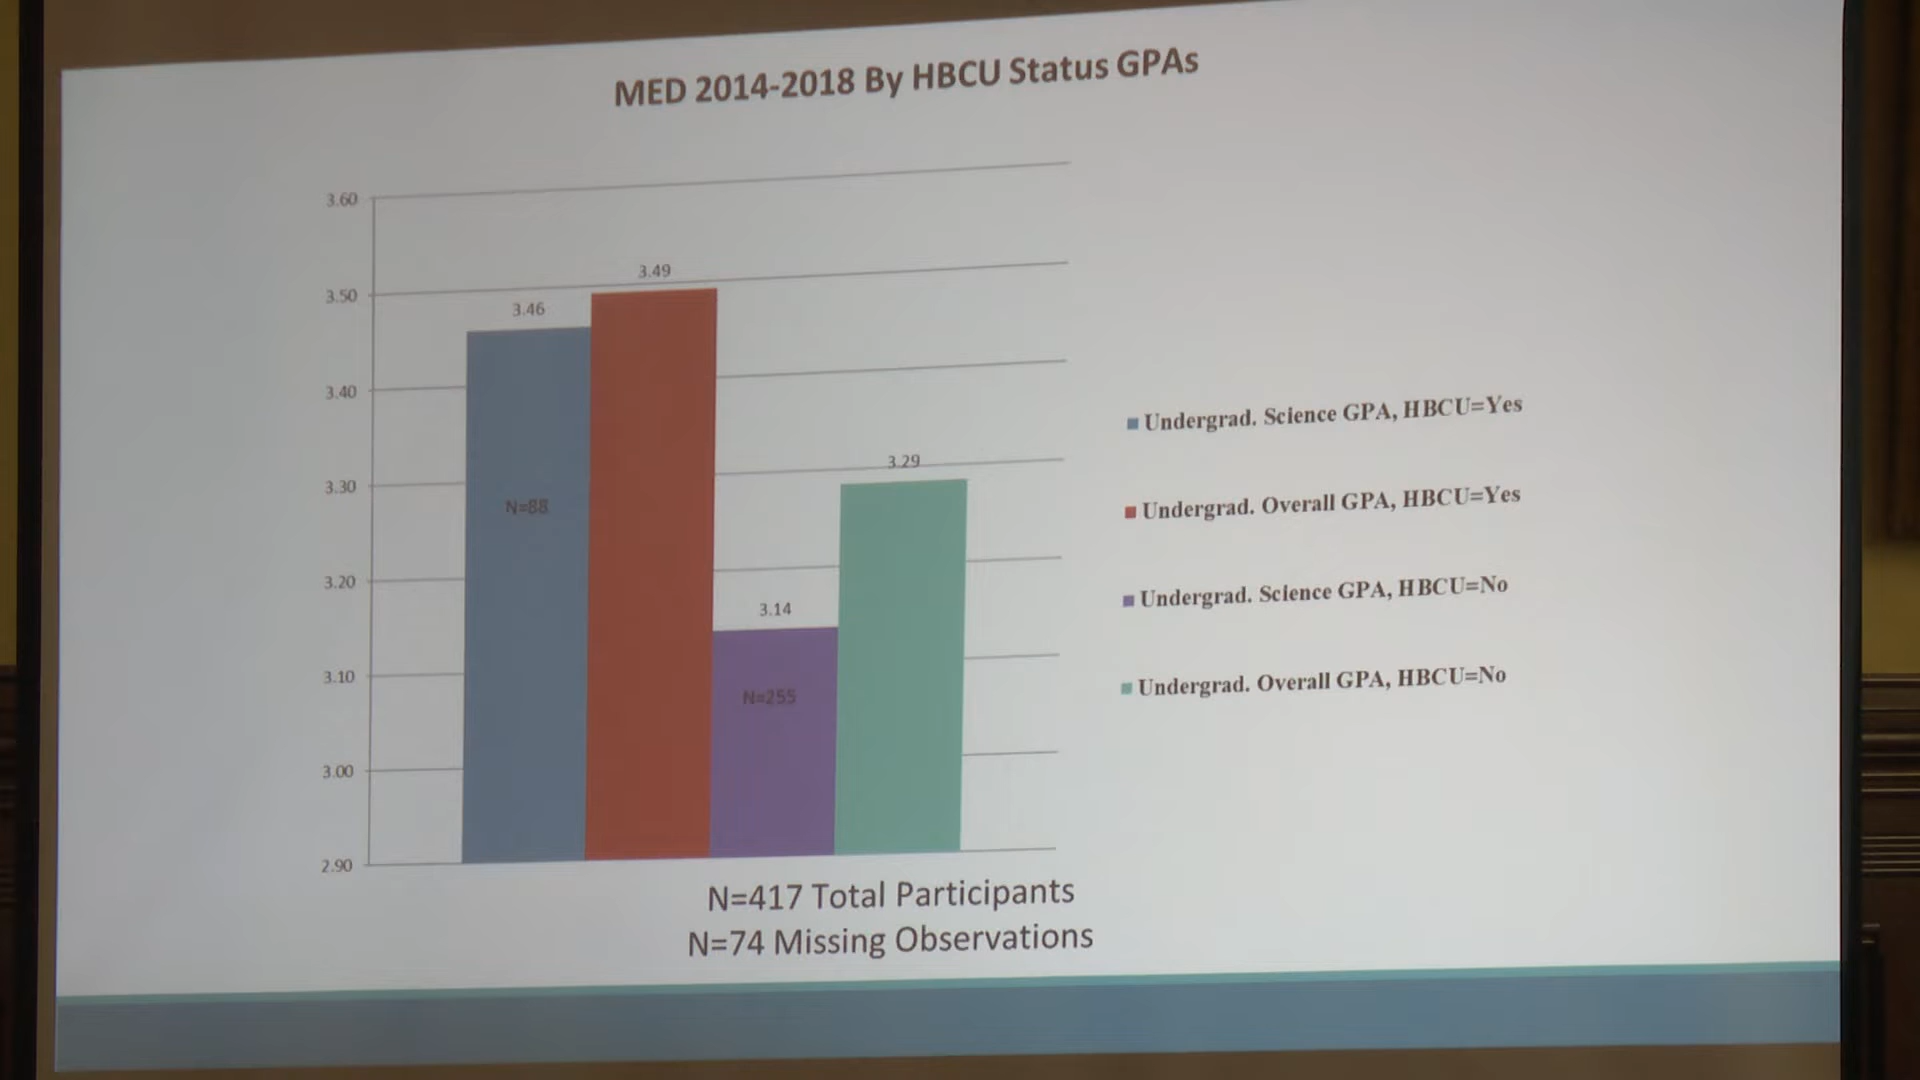 MED 2014-2018 By HBCU Status GPAs
3.60
3.50
3.40
3.30
3.20
3.10
3.00
2.90
3.46
3.49
3.14
3.29
N=88
N=255
Undergrad. Science GPA, HBCU=Yes
Undergrad. Overall GPA, HBCU=Yes
Undergrad. Science GPA, HBCU=No
Undergrad. Overall GPA, HBCU=No
N=417 Total Participants
N=74 Missing Observations